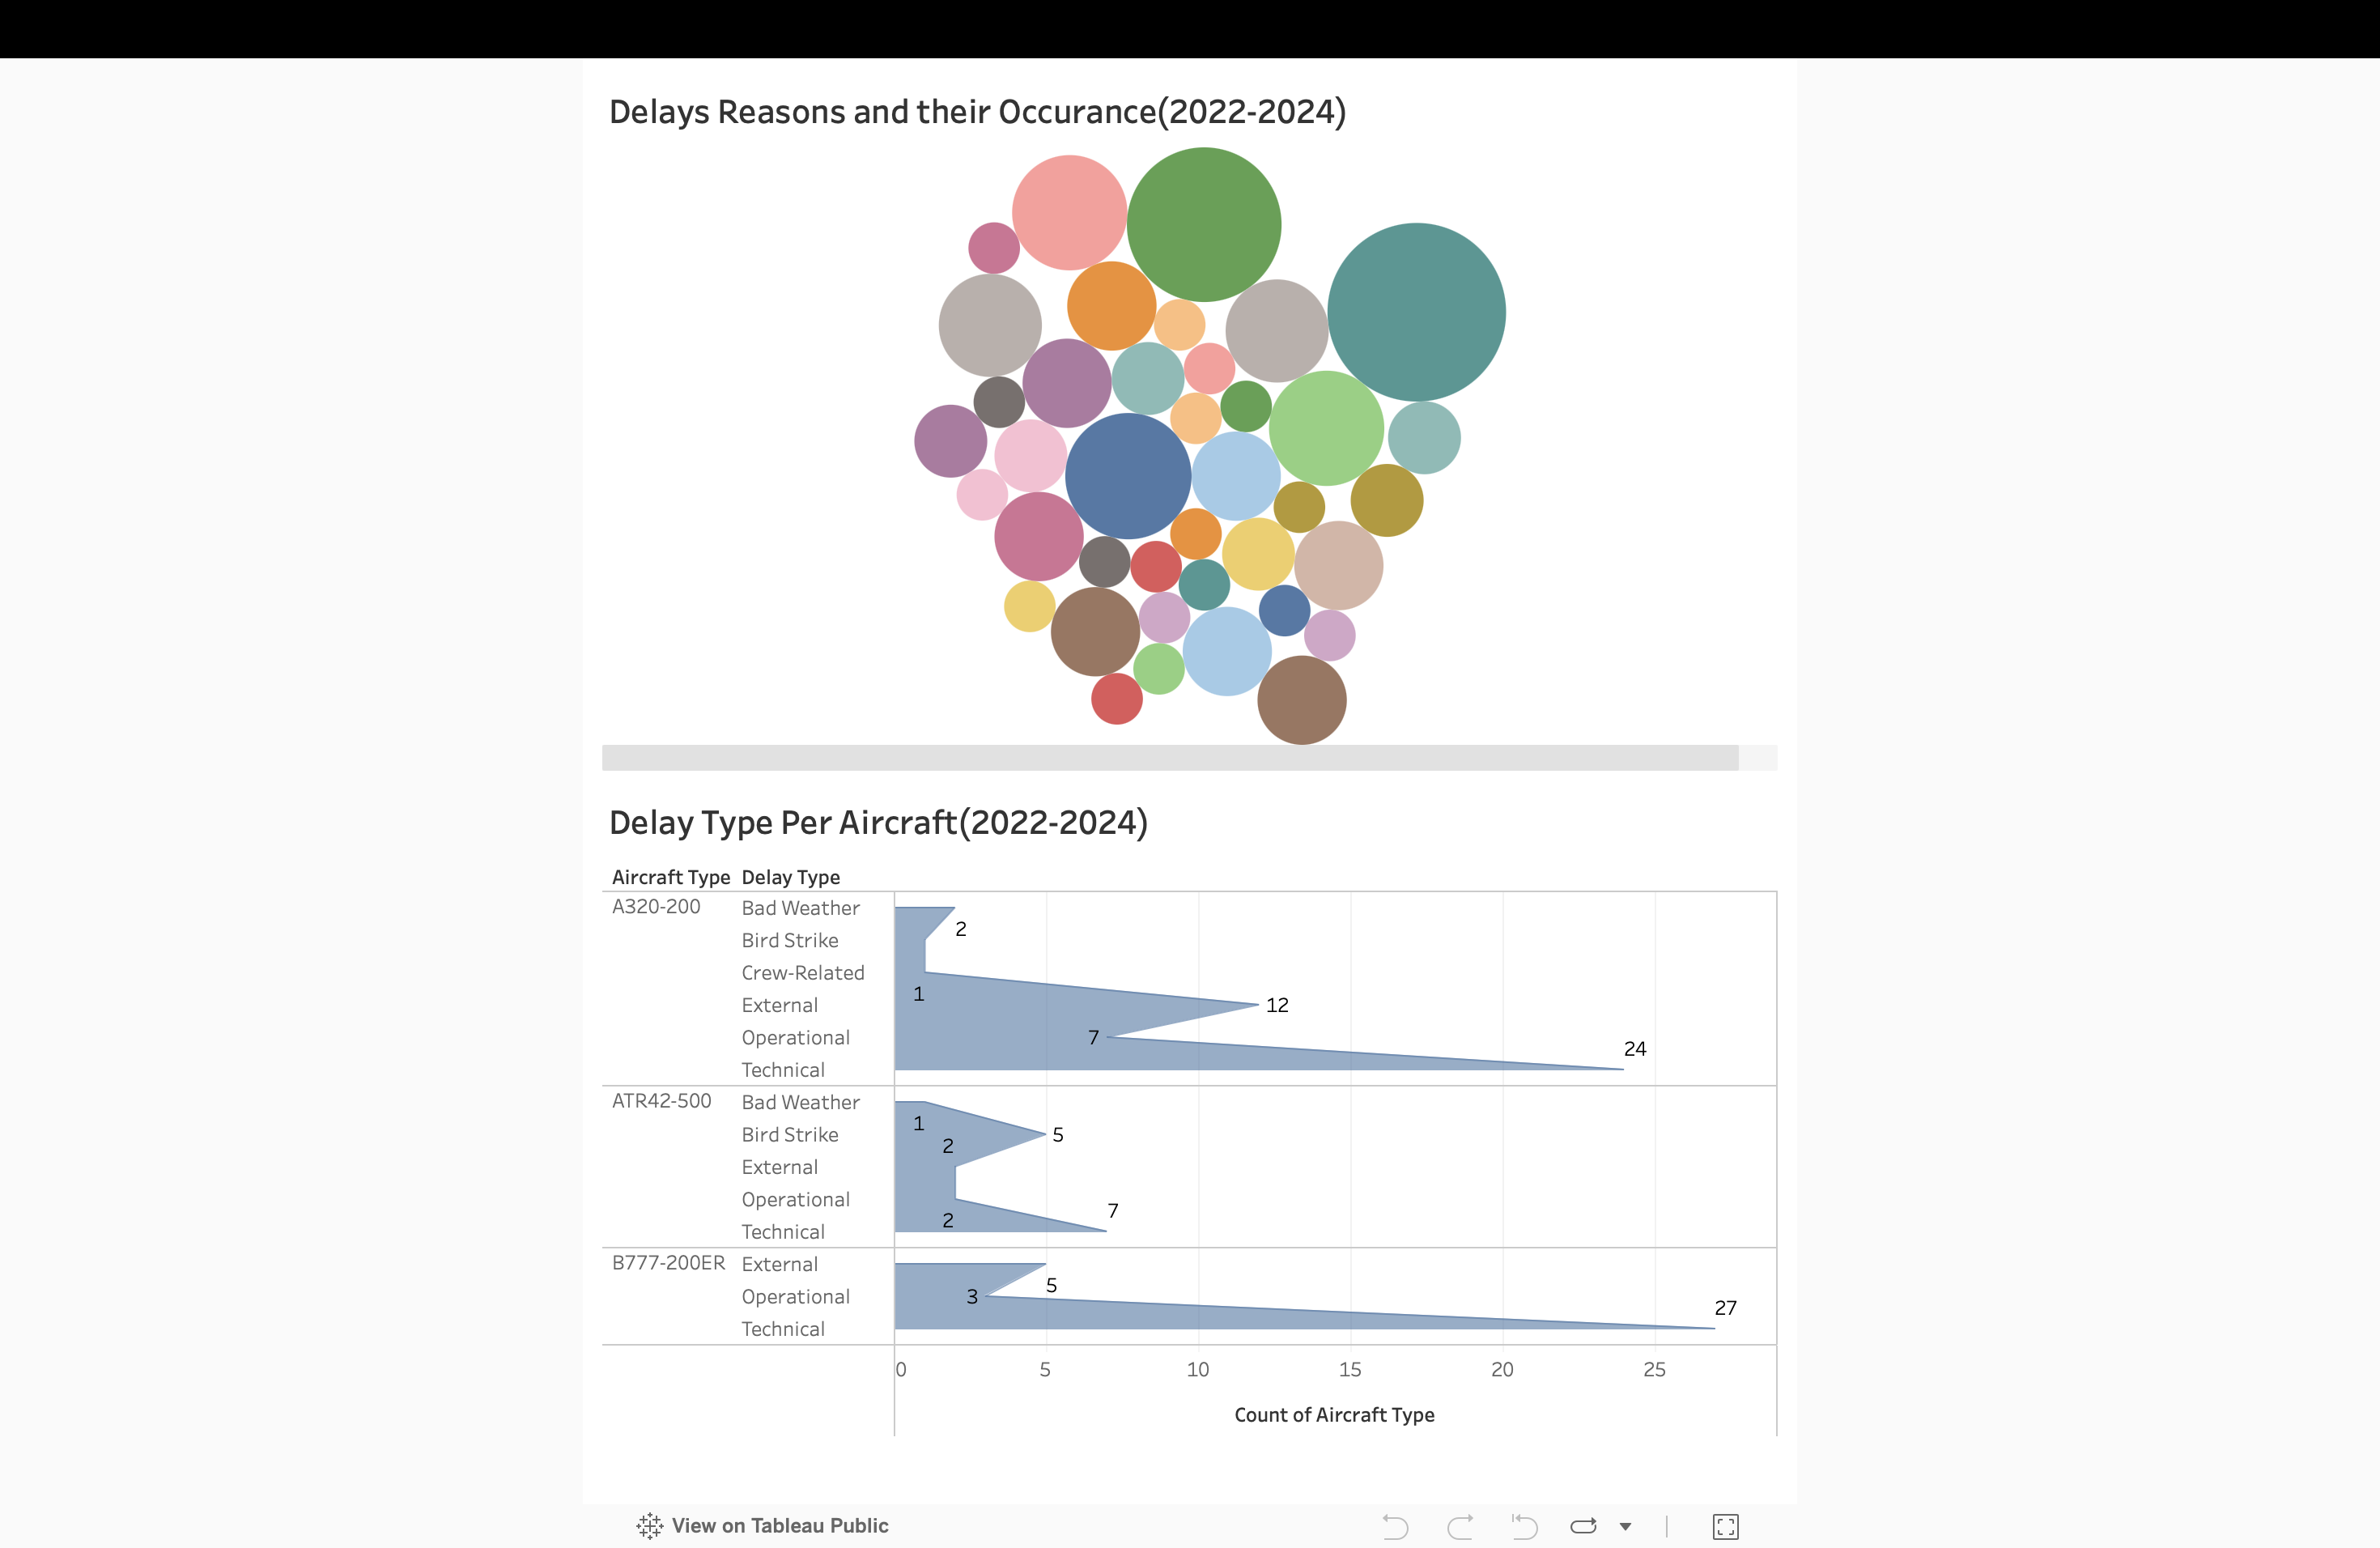 Delays Reasons and their Occurance(2022-2024)
Delay Type Per Aircraft(2022-2024)
Aircraft Type Delay Type
A320-200 Bad Weather
2
Bird Strike
Crew-Related
1
External 12
Operational 7
24
Technical
ATR42-500 Bad Weather
1
Bird Strike 5
2
External
Operational
7
2
Technical
B777-200ER External
5
Operational 3
27
Technical
0 5 10 15 20 25
Count of Aircraft Type
View on Tableau Public